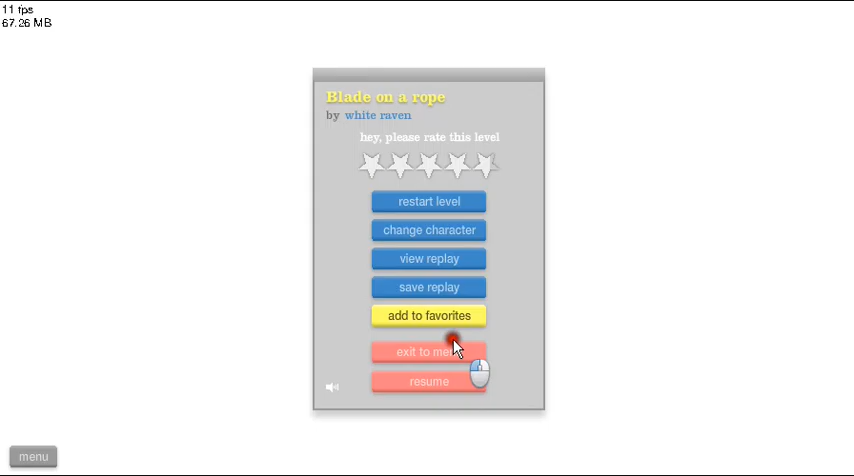 11 fps
67.26 MB
Blade on a rope
by white raven
hey, please rate this level
restart level
change character
view replay
save replay
add to favorites
exit to menu
resume
menu